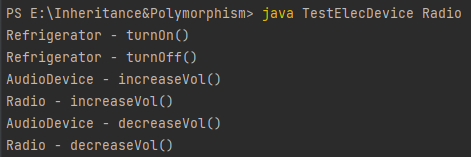 PS E:\Inheritance&Polymorphism> java TestElecDevice Radio
Refrigerator - turnOn()
Refrigerator - turnOff()
AudioDevice - increaseVol()
Radio - increaseVol()
AudioDevice - decreaseVol()
Radio - decreaseVol()